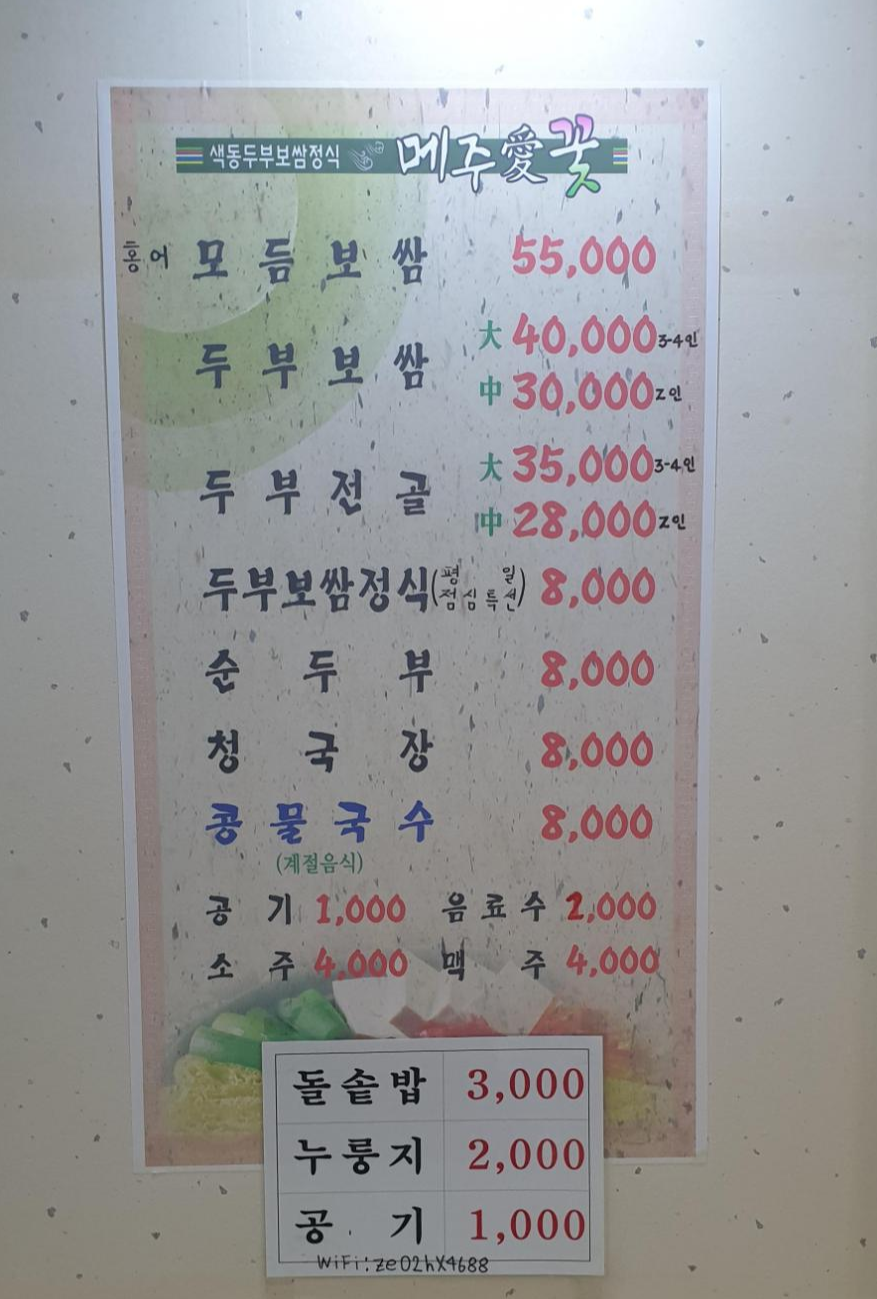 색동두부보쌈정식 메주愛꽃
홍어 모듬보쌈 55,000
두부보쌈 大 40,000 3-4인
中 30,000 2인
두부전골 大 35,000 3-4인
中 28,000 2인
두부보쌈정식(평일 점심특선) 8,000
순두부 8,000
청국장 8,000
콩물국수 8,000
(계절음식)
공기 1,000 음료수 2,000
소주 4,000 맥주 4,000
돌솥밥 3,000
누룽지 2,000
공기 1,000
WiFi:ze02hX4688